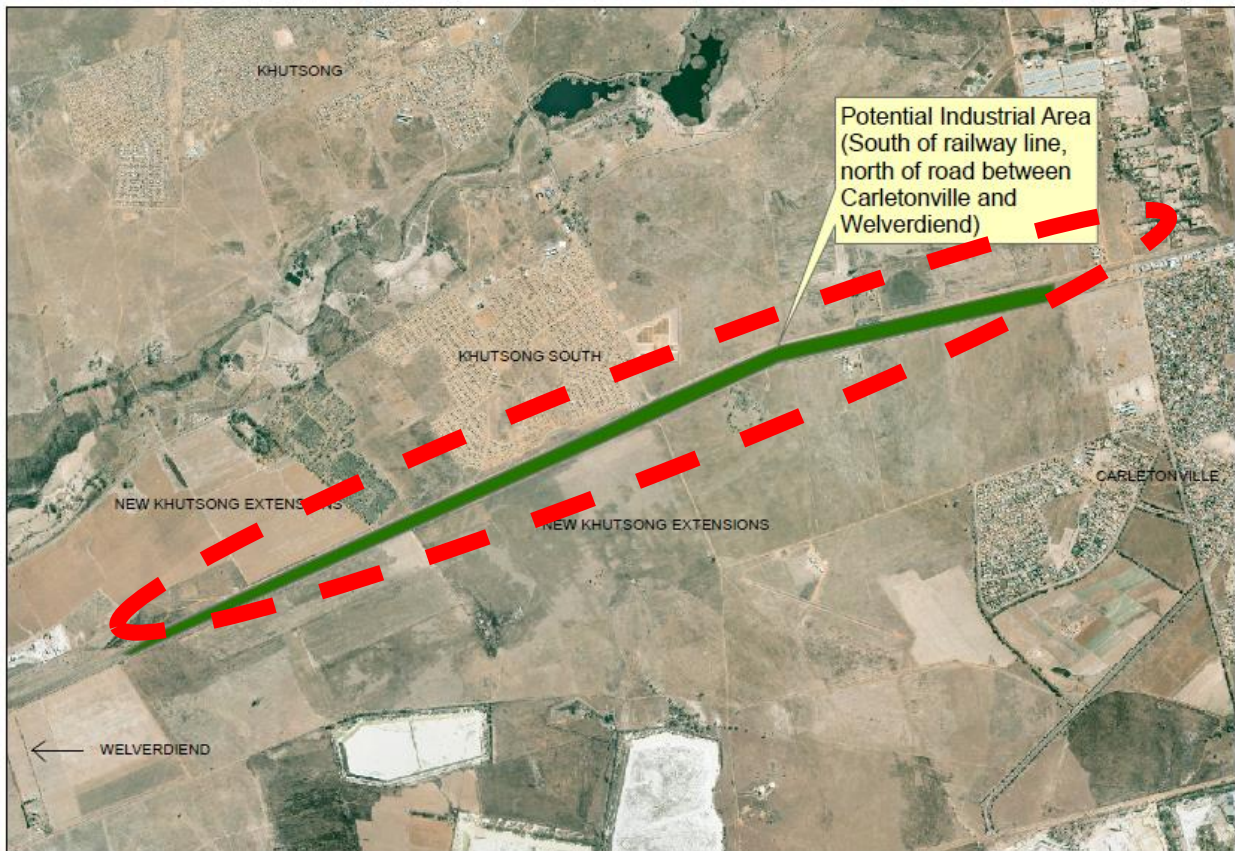 KHUTSONG
Potential Industrial Area
(South of railway line,
north of road between
Carletonville and
Welverdiend)
KHUTSONG SOUTH
CARLETONVILLE
NEW KHUTSONG EXTENSIONS
NEW KHUTSONG EXTENSIONS
WELVERDIEND